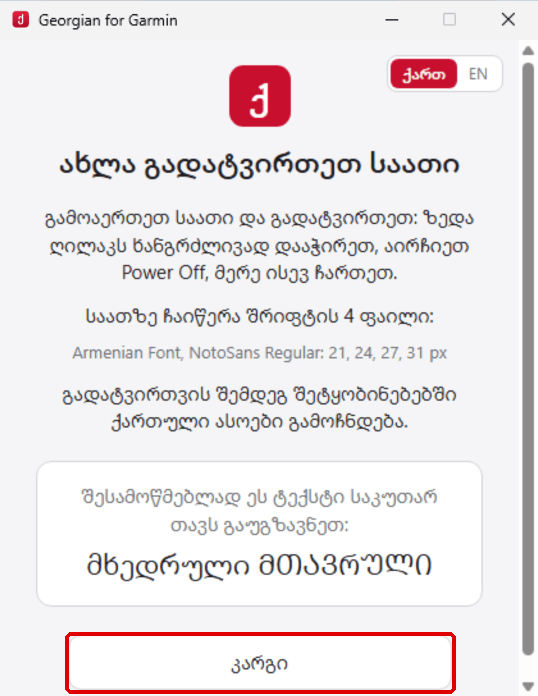 Georgian for Garmin
ქართ EN
ქ
ახლა გადატვირთეთ საათი
გამოაერთეთ საათი და გადატვირთეთ: ზედა
ღილაკს ხანგრძლივად დააჭირეთ, აირჩიეთ
Power Off, მერე ისევ ჩართეთ.
საათზე ჩაიწერა შრიფტის 4 ფაილი:
Armenian Font, NotoSans Regular: 21, 24, 27, 31 px
გადატვირთვის შემდეგ შეტყობინებებში
ქართული ასოები გამოჩნდება.
შესამოწმებლად ეს ტექსტი საკუთარ
თავს გაუგზავნეთ:
მხედრული ᲛᲗᲐᲕᲠᲣᲚᲘ
კარგი